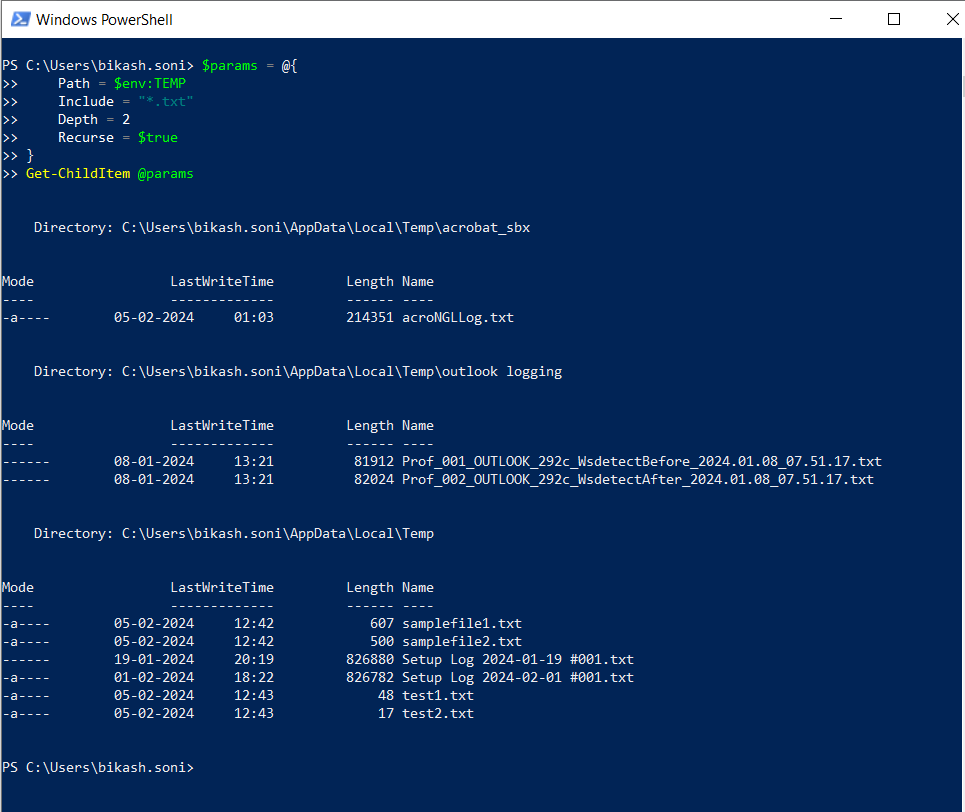 Windows PowerShell
PS C:\Users\bikash.soni> $params = @{
>>     Path = $env:TEMP
>>     Include = "*.txt"
>>     Depth = 2
>>     Recurse = $true
>> }
>> Get-ChildItem @params
    Directory: C:\Users\bikash.soni\AppData\Local\Temp\acrobat_sbx
Mode                 LastWriteTime         Length Name
----                 -------------         ------ ----
-a----        05-02-2024     01:03         214351 acroNGLLog.txt
    Directory: C:\Users\bikash.soni\AppData\Local\Temp\outlook logging
Mode                 LastWriteTime         Length Name
----                 -------------         ------ ----
------        08-01-2024     13:21          81912 Prof_001_OUTLOOK_292c_WsdetectBefore_2024.01.08_07.51.17.txt
------        08-01-2024     13:21          82024 Prof_002_OUTLOOK_292c_WsdetectAfter_2024.01.08_07.51.17.txt
    Directory: C:\Users\bikash.soni\AppData\Local\Temp
Mode                 LastWriteTime         Length Name
----                 -------------         ------ ----
-a----        05-02-2024     12:42            607 samplefile1.txt
-a----        05-02-2024     12:42            500 samplefile2.txt
------        19-01-2024     20:19         826880 Setup Log 2024-01-19 #001.txt
-a----        01-02-2024     18:22         826782 Setup Log 2024-02-01 #001.txt
-a----        05-02-2024     12:43             48 test1.txt
-a----        05-02-2024     12:43             17 test2.txt
PS C:\Users\bikash.soni>